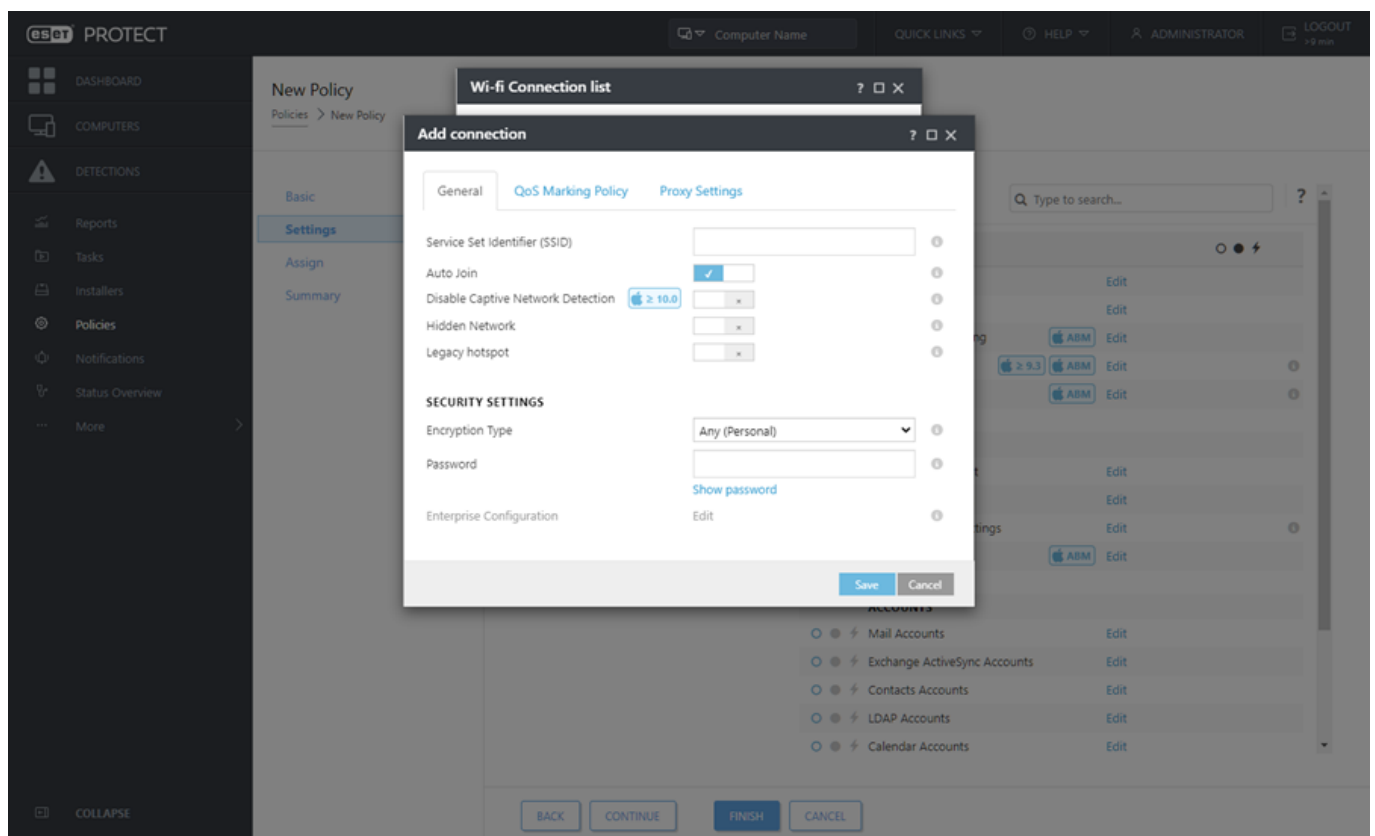 eset PROTECT
Computer Name
QUICK LINKS
HELP
ADMINISTRATOR
LOGOUT
>9 min
DASHBOARD
COMPUTERS
DETECTIONS
Reports
Tasks
Installers
Policies
Notifications
Status Overview
More
COLLAPSE
New Policy
Policies > New Policy
Basic
Settings
Assign
Summary
Wi-fi Connection list
?
Add connection
?
General
QoS Marking Policy
Proxy Settings
Service Set Identifier (SSID)
Auto Join
Disable Captive Network Detection ≥ 10.0
Hidden Network
Legacy hotspot
SECURITY SETTINGS
Encryption Type Any (Personal)
Password
Show password
Enterprise Configuration Edit
Save Cancel
Type to search...
?
Edit
Edit
ng ABM Edit
≥ 9.3 ABM Edit
ABM Edit
Edit
Edit
tings Edit
ABM Edit
ACCOUNTS
Mail Accounts Edit
Exchange ActiveSync Accounts Edit
Contacts Accounts Edit
LDAP Accounts Edit
Calendar Accounts Edit
BACK CONTINUE FINISH CANCEL